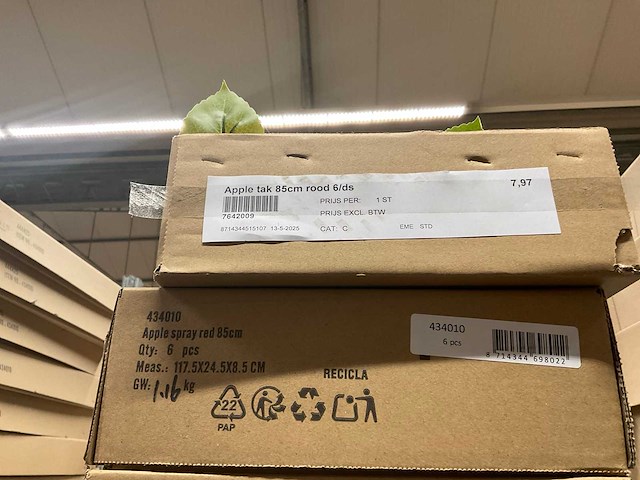 Apple tak 85cm rood 6/ds
7,97
PRIJS PER: 1 ST
7642009
PRIJS EXCL. BTW
8714344515107 13-5-2025
CAT: C
EME STD
434010
Apple spray red 85cm
Qty: 6 pcs
Meas.: 117.5X24.5X8.5 CM
GW: 1.16 kg
RECICLA
22
PAP
434010
6 pcs
8 714344 698022